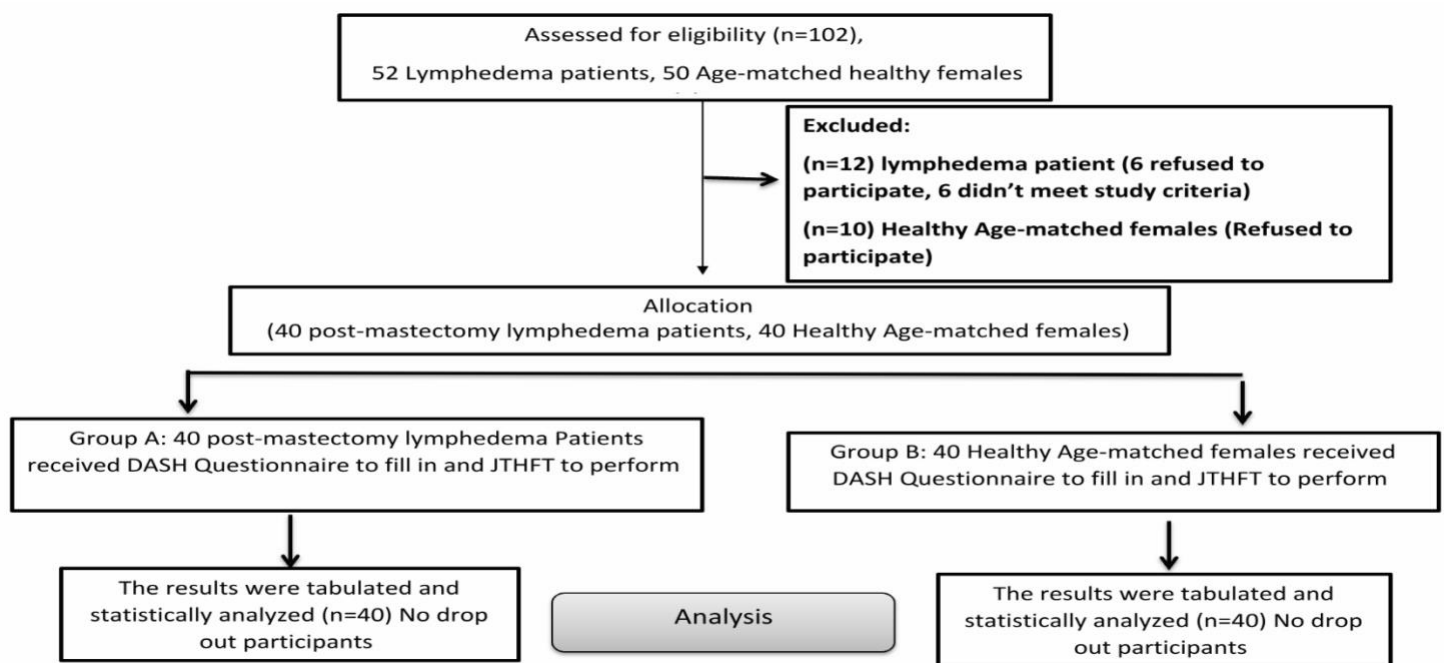 Assessed for eligibility (n=102),
52 Lymphedema patients, 50 Age-matched healthy females
Excluded:
(n=12) lymphedema patient (6 refused to
participate, 6 didn’t meet study criteria)
(n=10) Healthy Age-matched females (Refused to
participate)
Allocation
(40 post-mastectomy lymphedema patients, 40 Healthy Age-matched females)
Group A: 40 post-mastectomy lymphedema Patients
received DASH Questionnaire to fill in and JTHFT to perform
Group B: 40 Healthy Age-matched females received
DASH Questionnaire to fill in and JTHFT to perform
The results were tabulated and
statistically analyzed (n=40) No drop
out participants
Analysis
The results were tabulated and
statistically analyzed (n=40) No drop
out participants